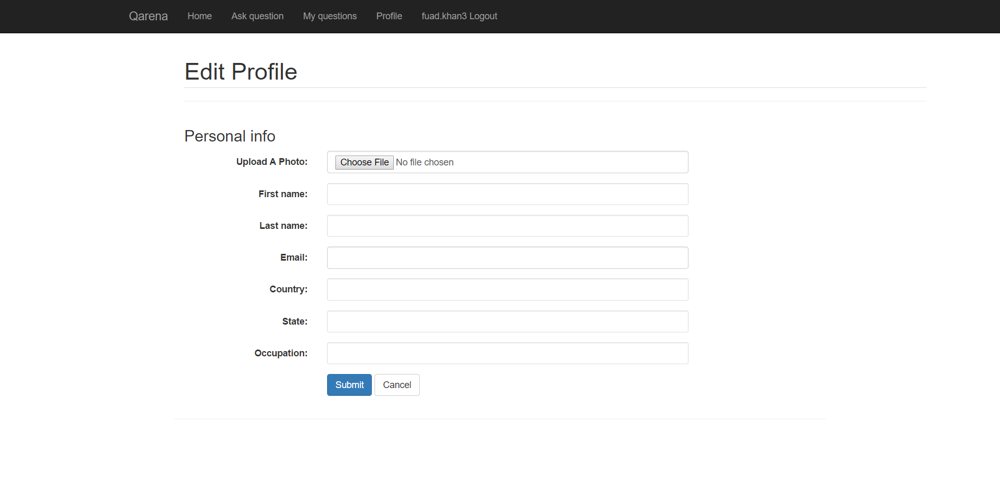 Qarena Home Ask question My questions Profile fuad.khan3 Logout
Edit Profile
Personal info
Upload A Photo: Choose File No file chosen
First name:
Last name:
Email:
Country:
State:
Occupation:
Submit Cancel